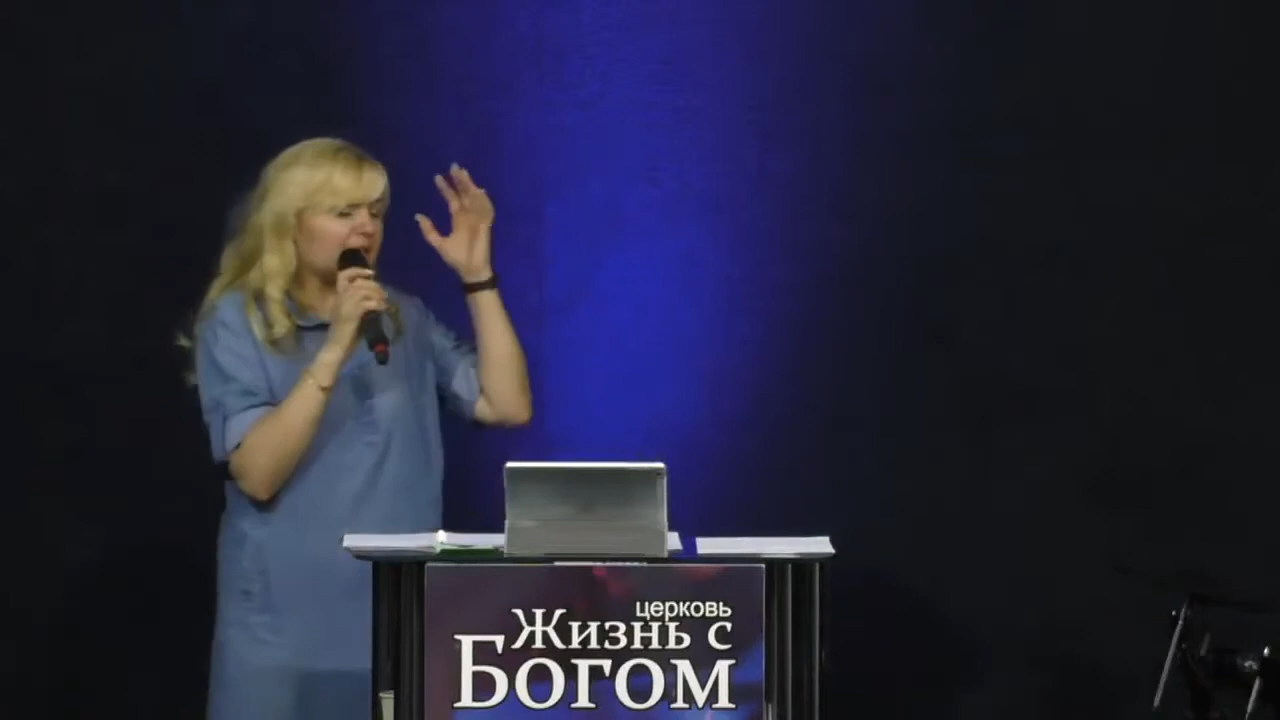 церковь
Жизнь с
Богом